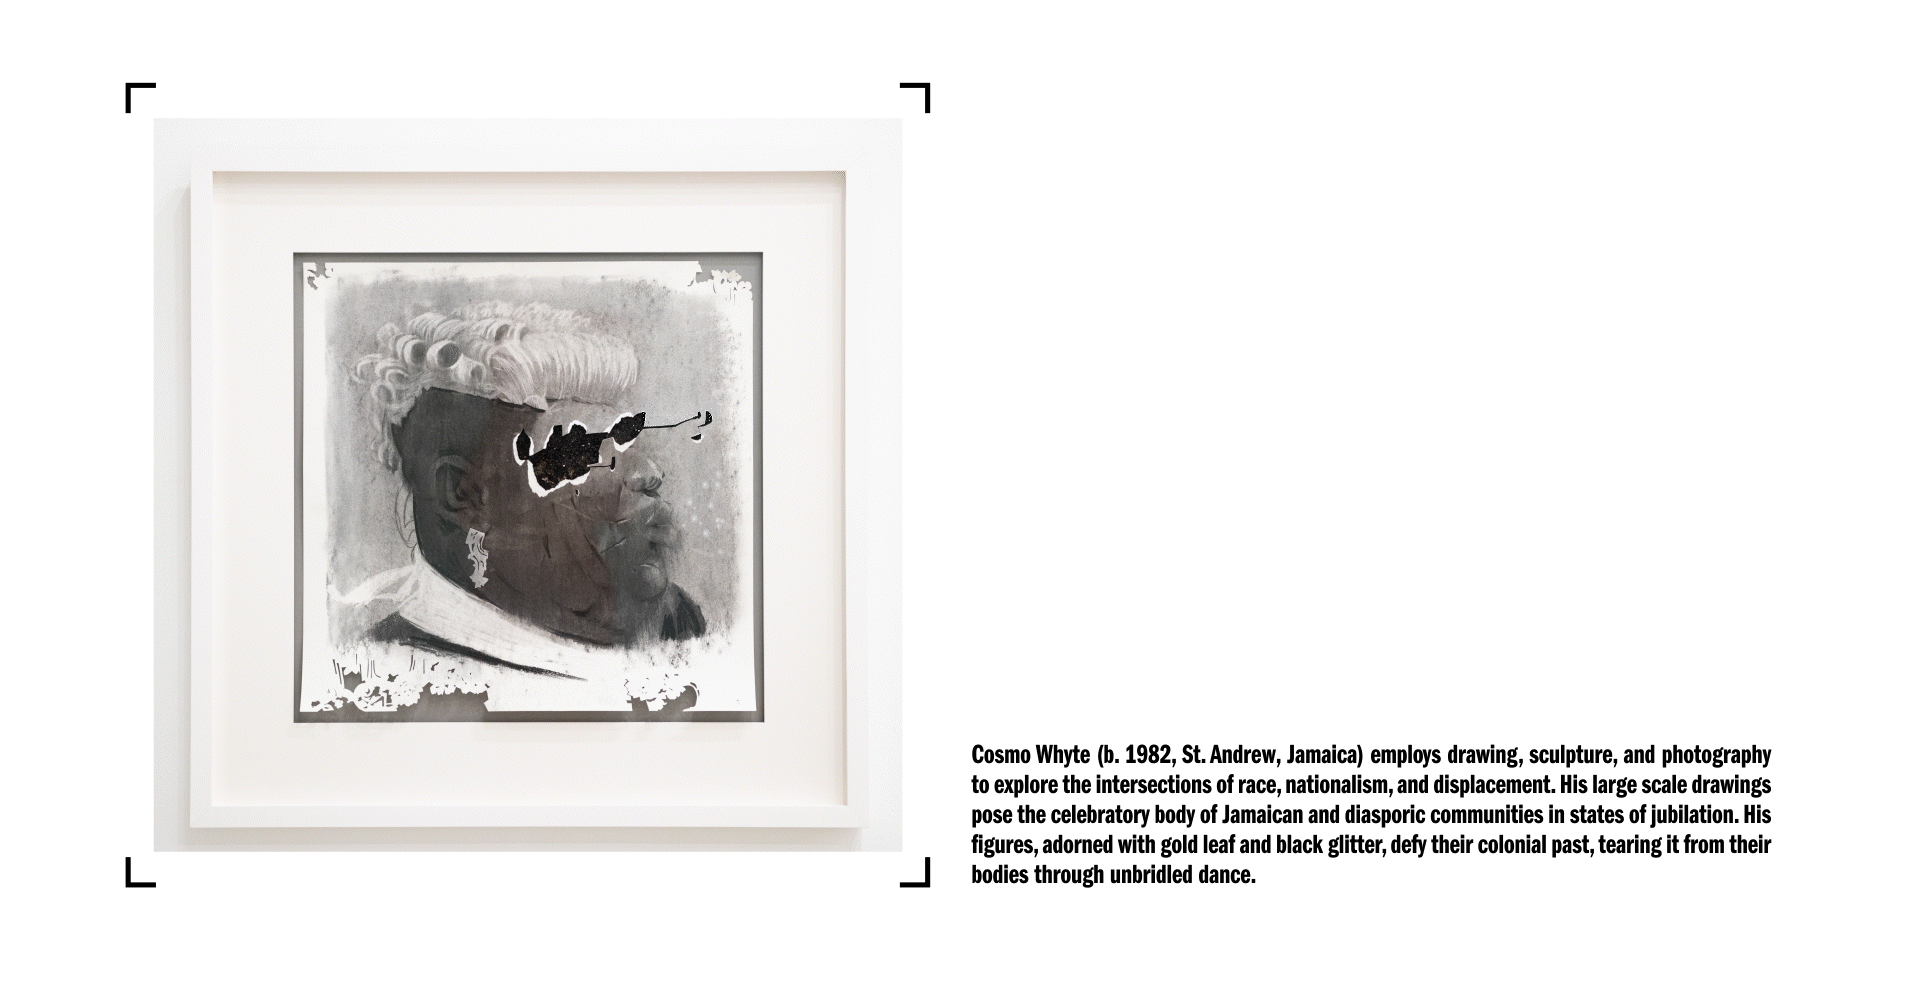 Cosmo Whyte (b. 1982, St. Andrew, Jamaica) employs drawing, sculpture, and photography
to explore the intersections of race, nationalism, and displacement. His large scale drawings
pose the celebratory body of Jamaican and diasporic communities in states of jubilation. His
figures, adorned with gold leaf and black glitter, defy their colonial past, tearing it from their
bodies through unbridled dance.